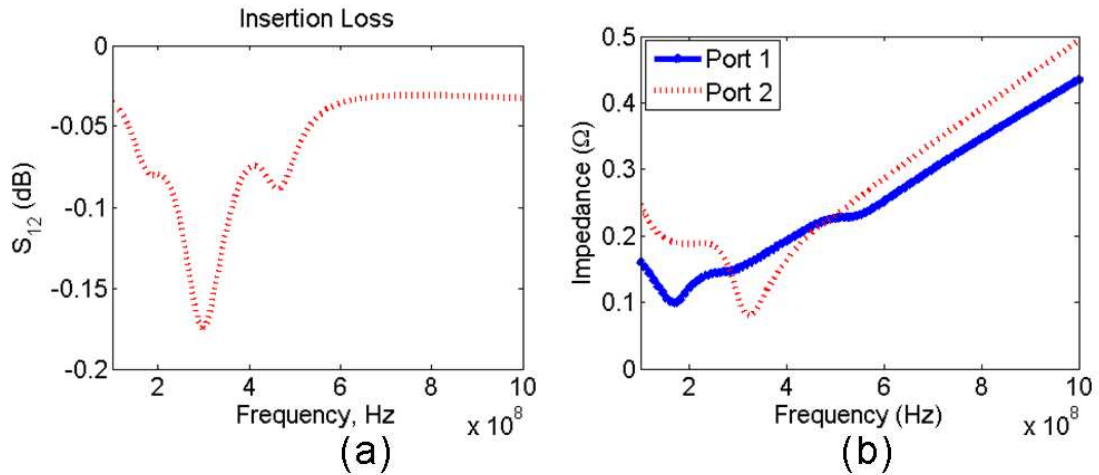 Insertion Loss
0
-0.05
-0.1
-0.15
-0.2
S12 (dB)
2
4
6
8
10
Frequency, Hz
x 10^8
(a)
Port 1
Port 2
0.5
0.4
0.3
0.2
0.1
0
Impedance (Ω)
2
4
6
8
10
Frequency (Hz)
x 10^8
(b)